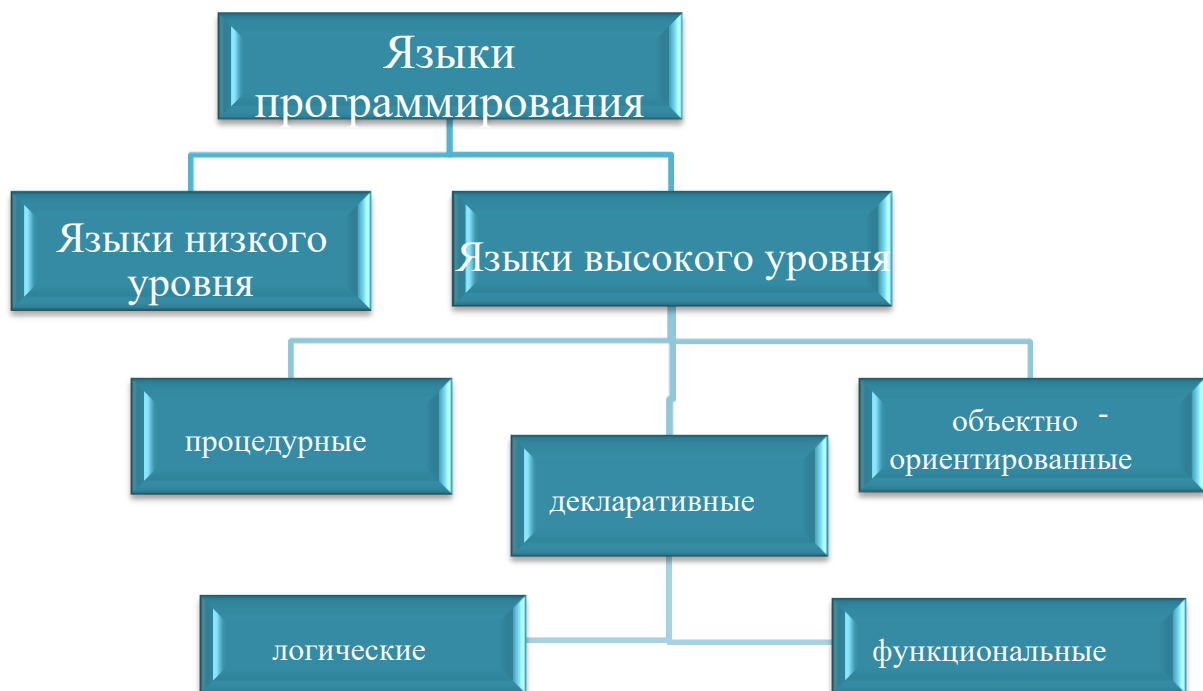 Языки
программирования
Языки низкого
уровня
Языки высокого уровня
процедурные
объектно -
ориентированные
декларативные
логические
функциональные